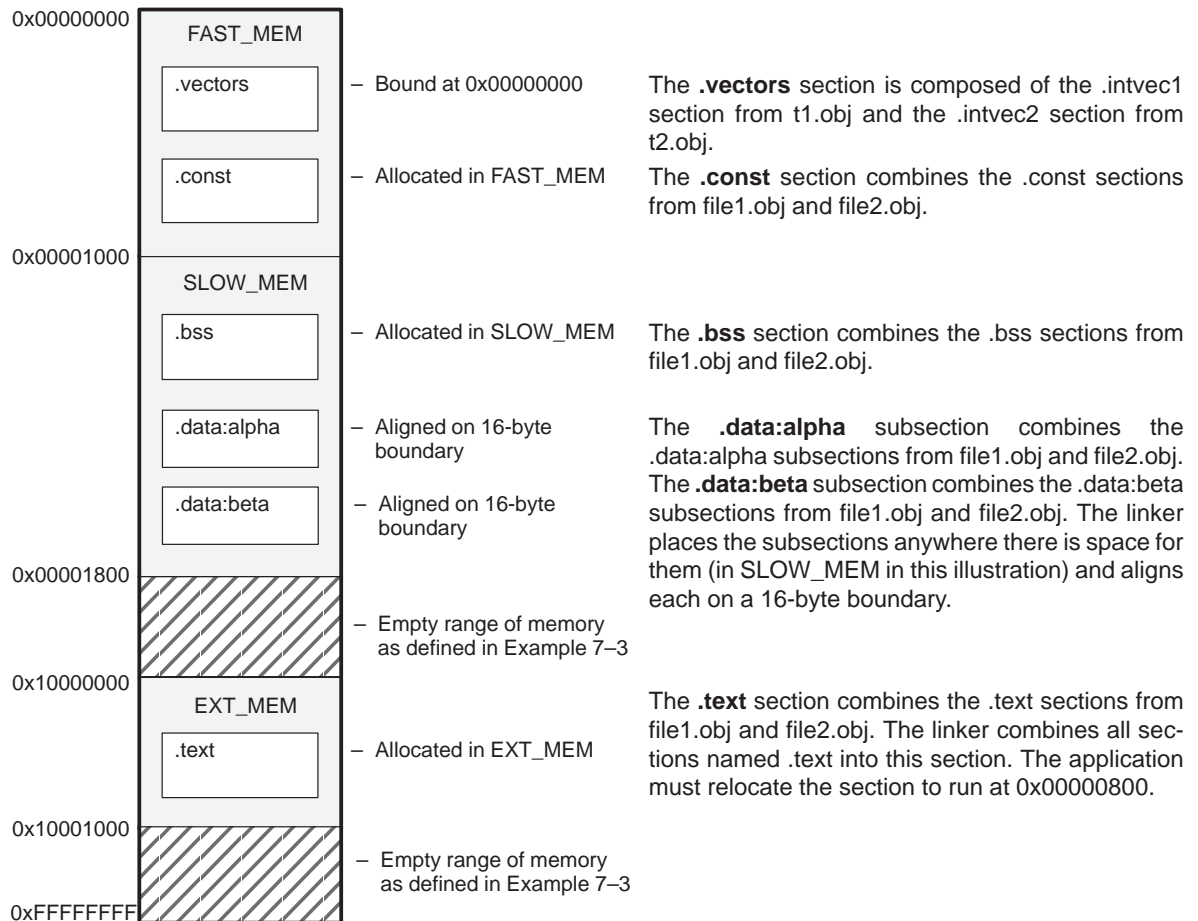 0x00000000
FAST_MEM
.vectors
– Bound at 0x00000000
The .vectors section is composed of the .intvec1
section from t1.obj and the .intvec2 section from
t2.obj.
.const
– Allocated in FAST_MEM
The .const section combines the .const sections
from file1.obj and file2.obj.
0x00001000
SLOW_MEM
.bss
– Allocated in SLOW_MEM
The .bss section combines the .bss sections from
file1.obj and file2.obj.
.data:alpha
– Aligned on 16-byte
boundary
The .data:alpha subsection combines the
.data:alpha subsections from file1.obj and file2.obj.
The .data:beta subsection combines the .data:beta
subsections from file1.obj and file2.obj. The linker
places the subsections anywhere there is space for
them (in SLOW_MEM in this illustration) and aligns
each on a 16-byte boundary.
.data:beta
– Aligned on 16-byte
boundary
0x00001800
– Empty range of memory
as defined in Example 7–3
0x10000000
EXT_MEM
.text
– Allocated in EXT_MEM
The .text section combines the .text sections from
file1.obj and file2.obj. The linker combines all sec-
tions named .text into this section. The application
must relocate the section to run at 0x00000800.
0x10001000
– Empty range of memory
as defined in Example 7–3
0xFFFFFFFF